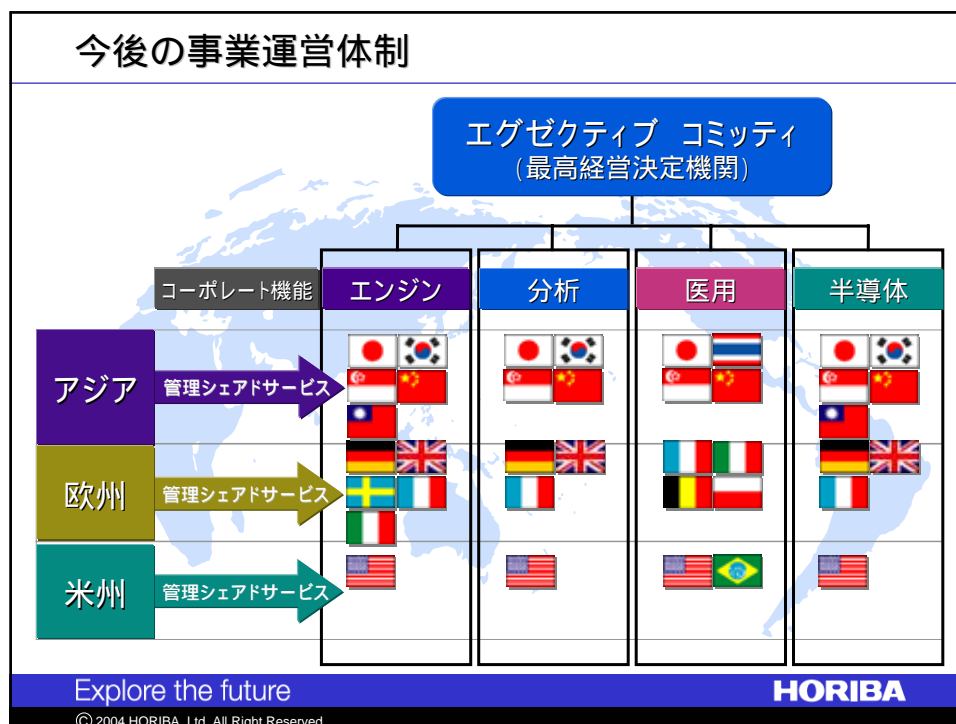 今後の事業運営体制
エグゼクティブ コミッティ
(最高経営決定機関)
コーポレート機能
エンジン
分析
医用
半導体
アジア
管理シェアドサービス
欧州
管理シェアドサービス
米州
管理シェアドサービス
Explore the future
HORIBA
© 2004 HORIBA, Ltd. All Right Reserved.